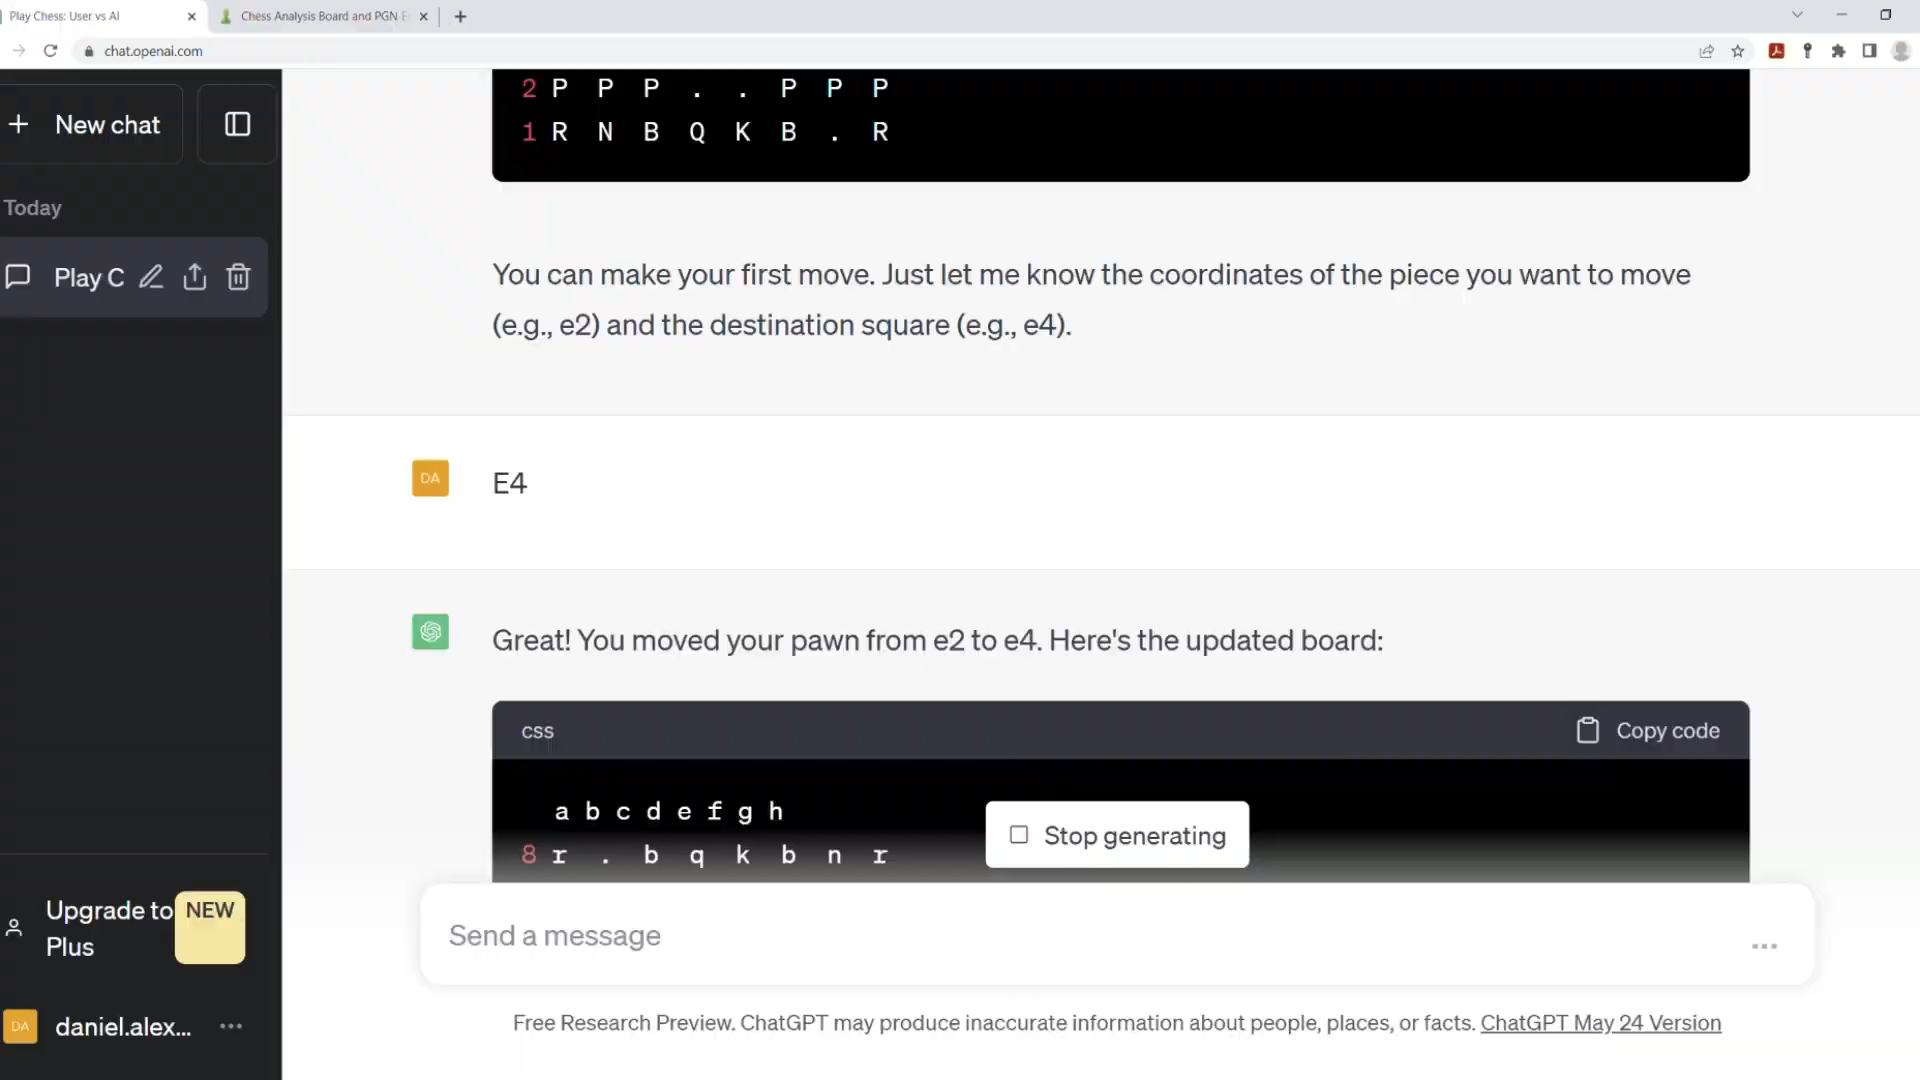 Play Chess: User vs AI
Chess Analysis Board and PGN E
chat.openai.com
New chat
Today
Play C
2 P P P . . P P P
1 R N B Q K B . R
You can make your first move. Just let me know the coordinates of the piece you want to move
(e.g., e2) and the destination square (e.g., e4).
DA
E4
Great! You moved your pawn from e2 to e4. Here's the updated board:
css
Copy code
a b c d e f g h
8 r . b q k b n r
Stop generating
Upgrade to
Plus
NEW
Send a message
DA
daniel.alex...
Free Research Preview. ChatGPT may produce inaccurate information about people, places, or facts. ChatGPT May 24 Version